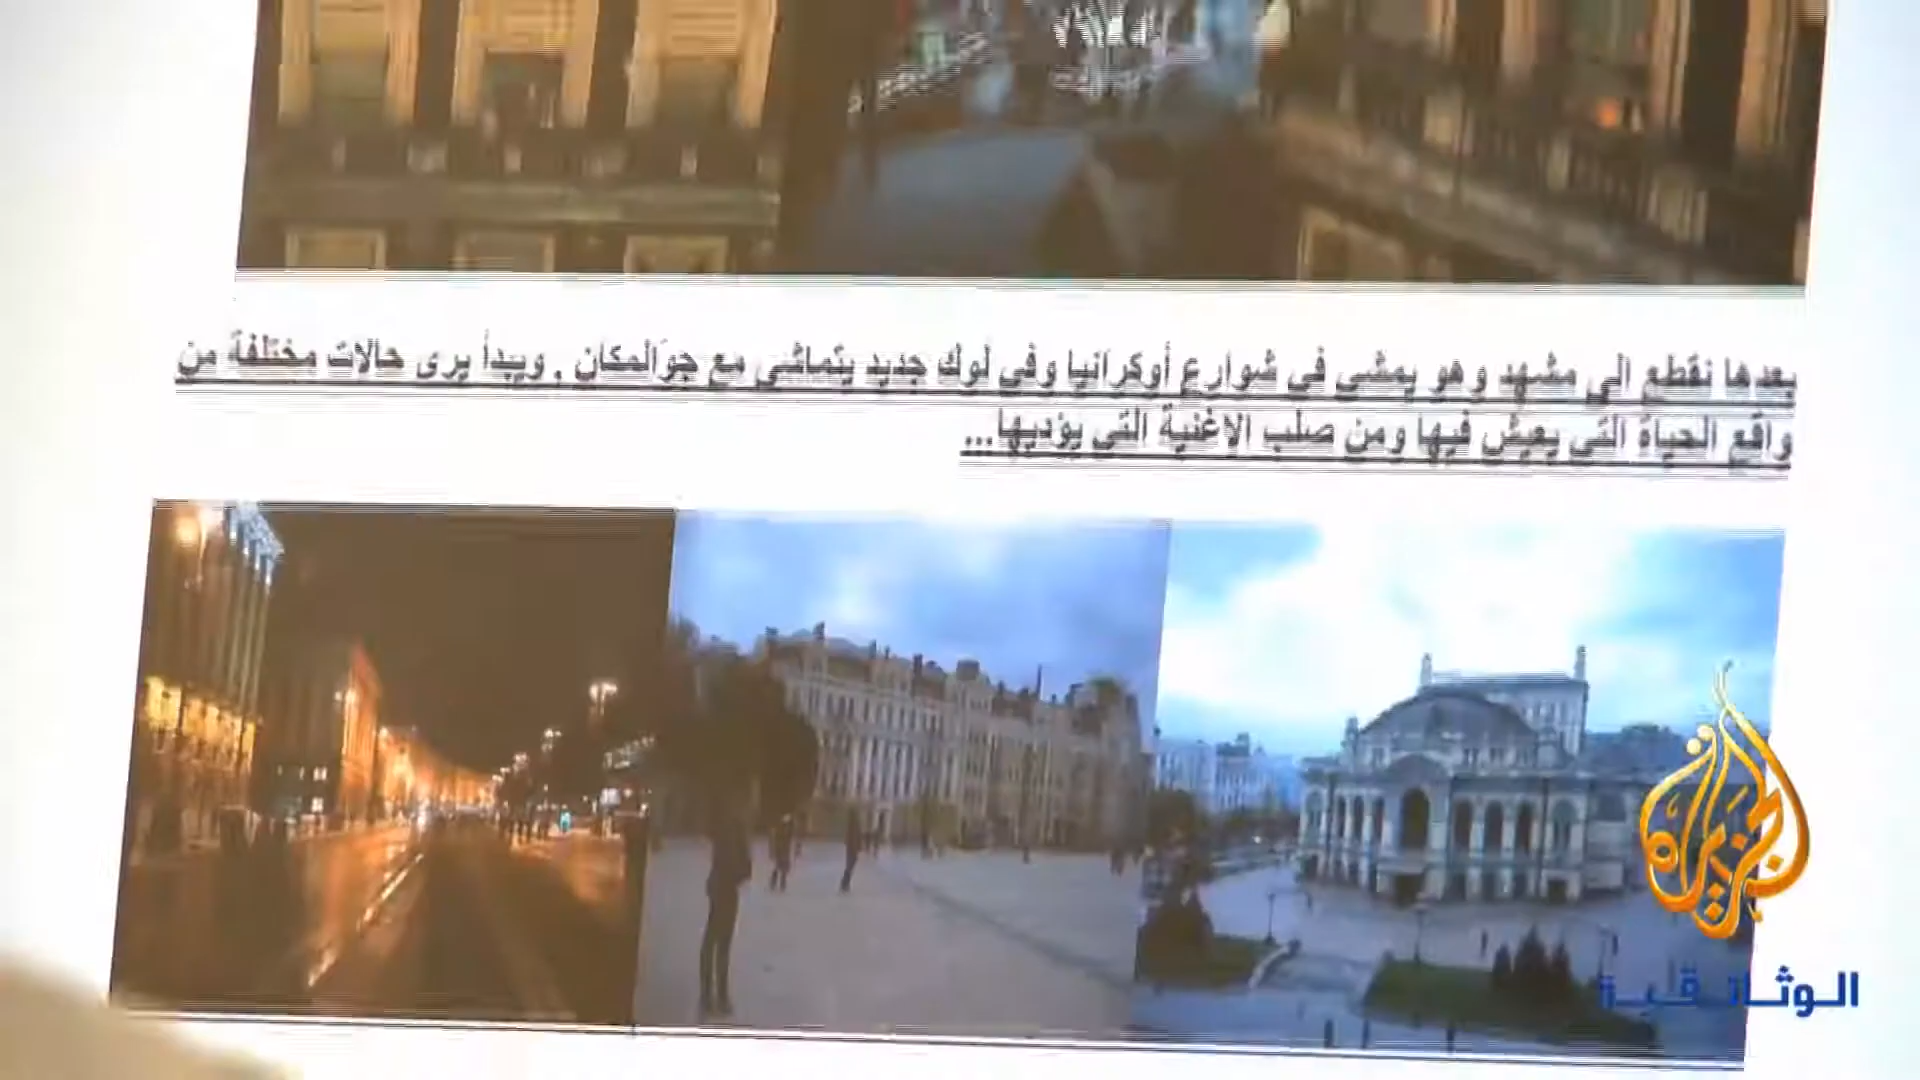 بعدها نقطع الى مشهد وهو يمشي في شوارع أوكرانيا وفي لوك جديد يتماشى مع جوّالمكان , ويبدأ يرى حالات مختلفة من
واقع الحياة التي يعيش فيها ومن صلب الاغنية التي يؤديها...
الجزيرة
الوثائقية